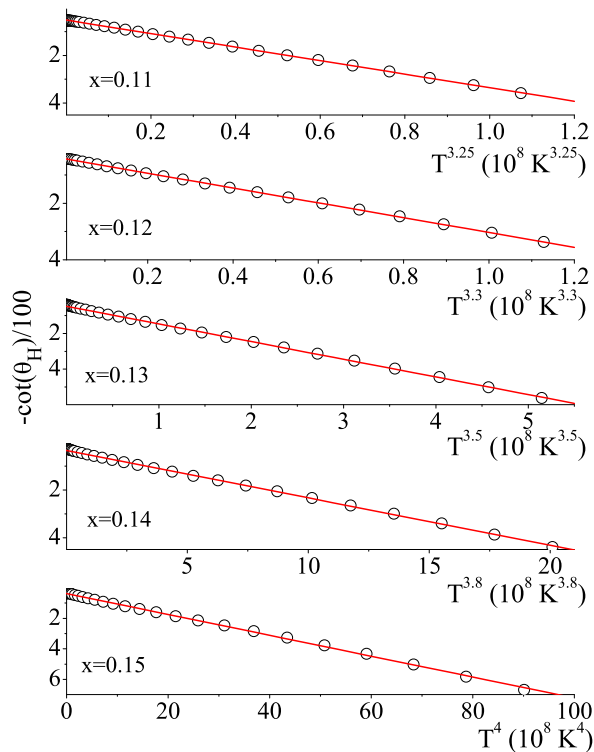 2
4
x=0.11
0.2 0.4 0.6 0.8 1.0 1.2
T^3.25 (10^8 K^3.25)
2
4
x=0.12
0.2 0.4 0.6 0.8 1.0 1.2
T^3.3 (10^8 K^3.3)
-cot(θ_H)/100
2
4
x=0.13
1 2 3 4 5
T^3.5 (10^8 K^3.5)
2
4
x=0.14
5 10 15 20
T^3.8 (10^8 K^3.8)
2
4
6
x=0.15
0 20 40 60 80 100
T^4 (10^8 K^4)